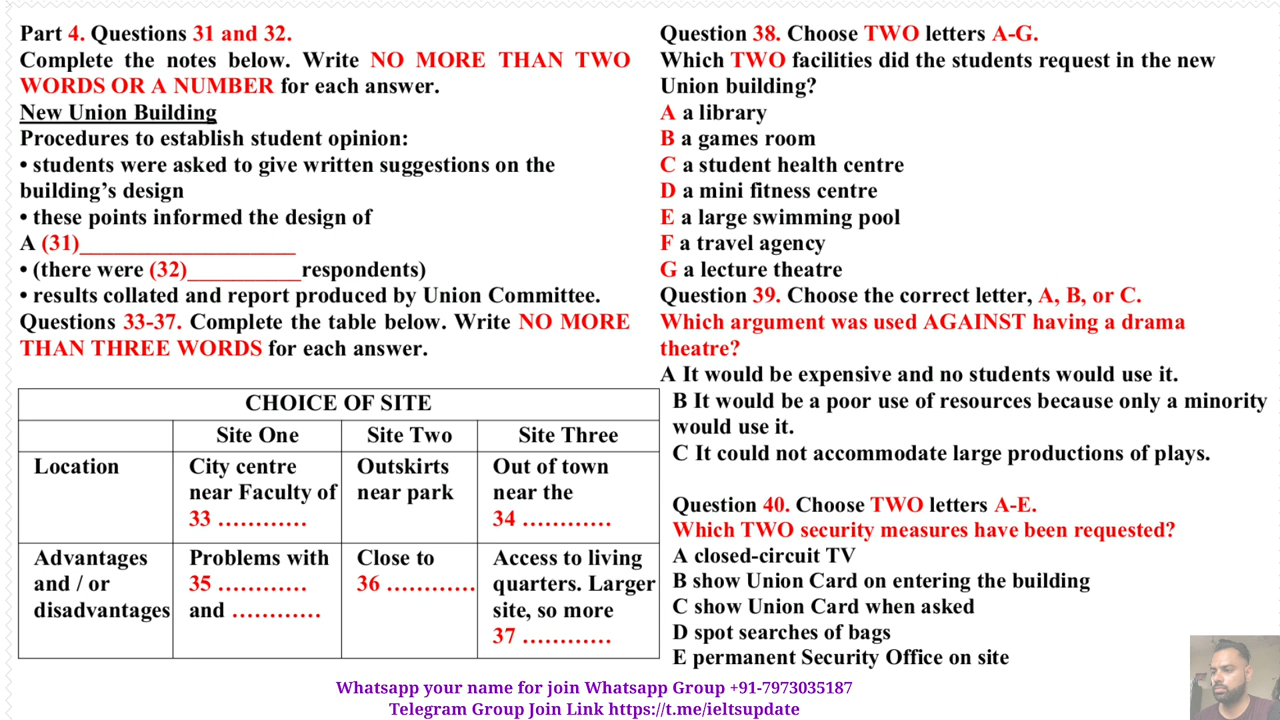 Part 4. Questions 31 and 32.
Complete the notes below. Write NO MORE THAN TWO
WORDS OR A NUMBER for each answer.
New Union Building
Procedures to establish student opinion:
• students were asked to give written suggestions on the
building's design
• these points informed the design of
A (31)____________________
• (there were (32)___________respondents)
• results collated and report produced by Union Committee.
Questions 33-37. Complete the table below. Write NO MORE
THAN THREE WORDS for each answer.
CHOICE OF SITE
Site One Site Two Site Three
Location City centre Outskirts Out of town
near Faculty of near park near the
33 ………… 34 …………
Advantages Problems with Close to Access to living
and / or 35 ………… 36 ………… quarters. Larger
disadvantages and ………… site, so more
37 …………
Question 38. Choose TWO letters A-G.
Which TWO facilities did the students request in the new
Union building?
A a library
B a games room
C a student health centre
D a mini fitness centre
E a large swimming pool
F a travel agency
G a lecture theatre
Question 39. Choose the correct letter, A, B, or C.
Which argument was used AGAINST having a drama
theatre?
A It would be expensive and no students would use it.
B It would be a poor use of resources because only a minority
would use it.
C It could not accommodate large productions of plays.
Question 40. Choose TWO letters A-E.
Which TWO security measures have been requested?
A closed-circuit TV
B show Union Card on entering the building
C show Union Card when asked
D spot searches of bags
E permanent Security Office on site
Whatsapp your name for join Whatsapp Group +91-7973035187
Telegram Group Join Link https://t.me/ieltsupdate